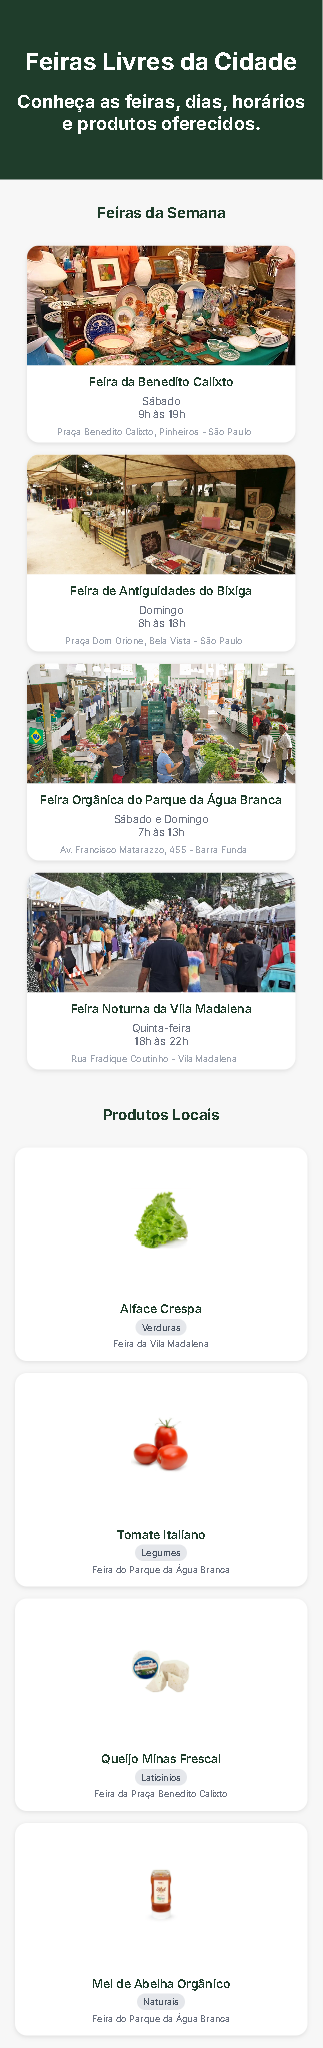 Feiras Livres da Cidade
Conheça as feiras, dias, horários
e produtos oferecidos.
Feiras da Semana
Feira da Benedito Calixto
Sábado
9h às 19h
Praça Benedito Calixto, Pinheiros - São Paulo
Feira de Antiguidades do Bixiga
Domingo
8h às 18h
Praça Dom Orione, Bela Vista - São Paulo
Feira Orgânica do Parque da Água Branca
Sábado e Domingo
7h às 13h
Av. Francisco Matarazzo, 455 - Barra Funda
Feira Noturna da Vila Madalena
Quinta-feira
18h às 22h
Rua Fradique Coutinho - Vila Madalena
Produtos Locais
Alface Crespa
Verduras
Feira da Vila Madalena
Tomate Italiano
Legumes
Feira do Parque da Água Branca
Queijo Minas Frescal
Laticínios
Feira da Praça Benedito Calixto
Mel de Abelha Orgânico
Naturais
Feira do Parque da Água Branca